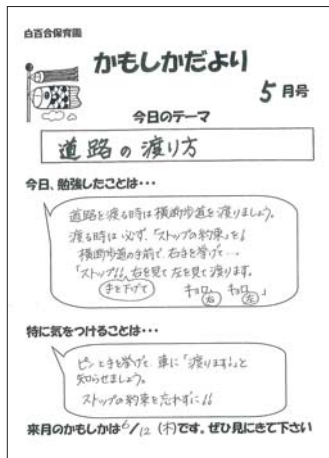 白百合保育園
かもしかだより
5月号
今日のテーマ
道路の渡り方
今日、勉強したことは・・・
道路を渡る時は横断歩道を渡りましょう。
渡る時は必ず、「ストップの約束」を!!
横断歩道の手前で、右手を挙げて…
「ストップ!!、右を見て左を見て渡ります。
手を下げて キョロ右 キョロ左」
特に気をつけることは・・・
ピンと手を挙げて、車に「渡ります!」と
知らせましょう。
ストップの約束を忘れずに!!
来月のかもしかは6/12(木)です。ぜひ見にきて下さい